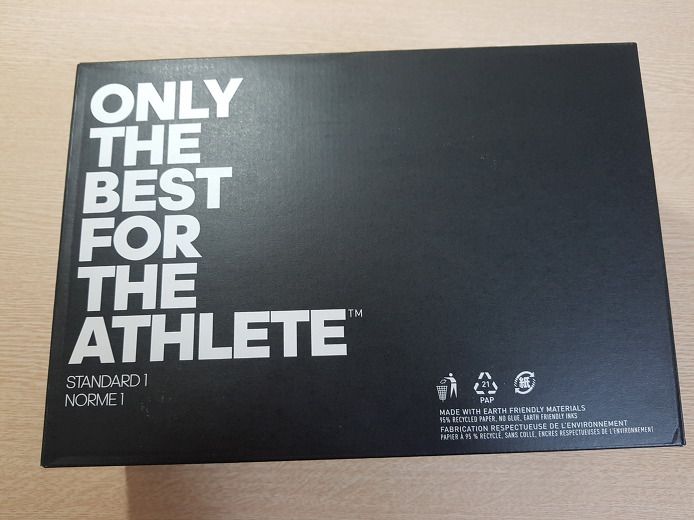 ONLY
THE
BEST
FOR
THE
ATHLETE™
STANDARD 1
NORME 1
21
PAP
紙
MADE WITH EARTH FRIENDLY MATERIALS
95% RECYCLED PAPER, NO GLUE, EARTH FRIENDLY INKS
FABRICATION RESPECTUEUSE DE L'ENVIRONNEMENT
PAPIER À 95 % RECYCLÉ, SANS COLLE, ENCRES RESPECTUEUSES DE L'ENVIRONNEMENT